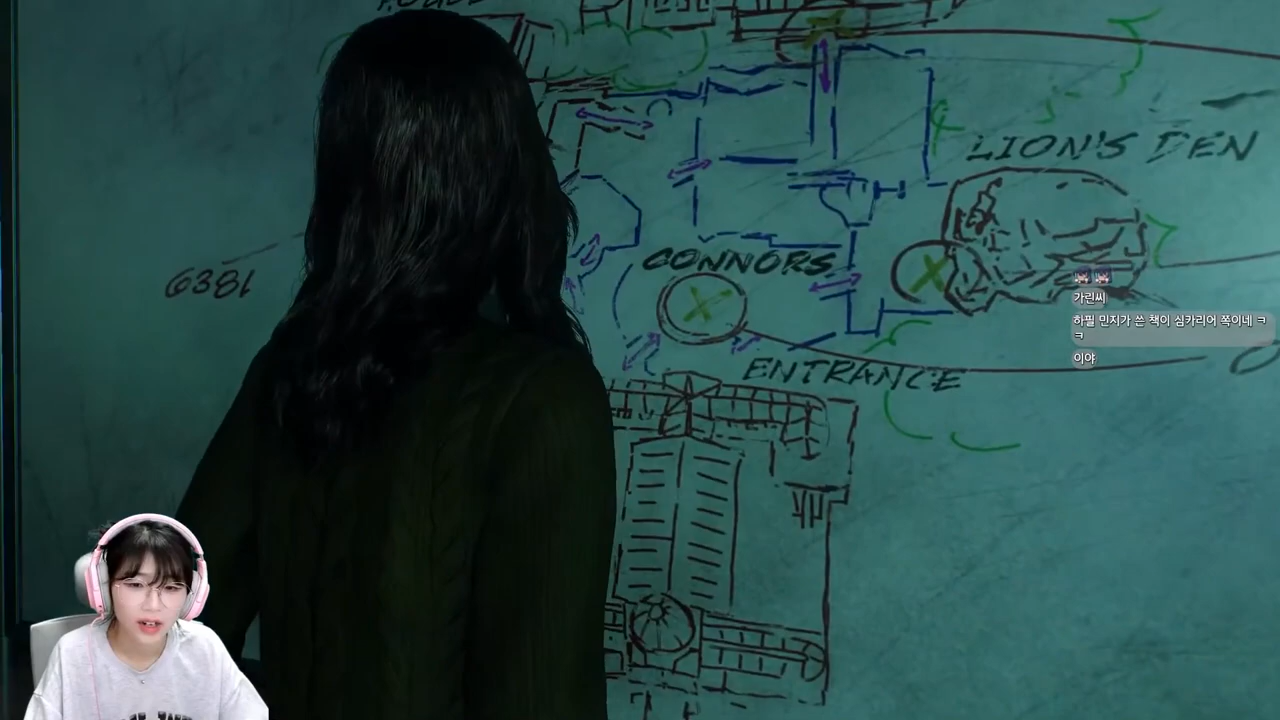 LION'S DEN
CONNORS
6381
가린씨
하필 민지가 쓴 책이 심카리어 쪽이네 ㅋ
ㅋ
이야
ENTRANCE